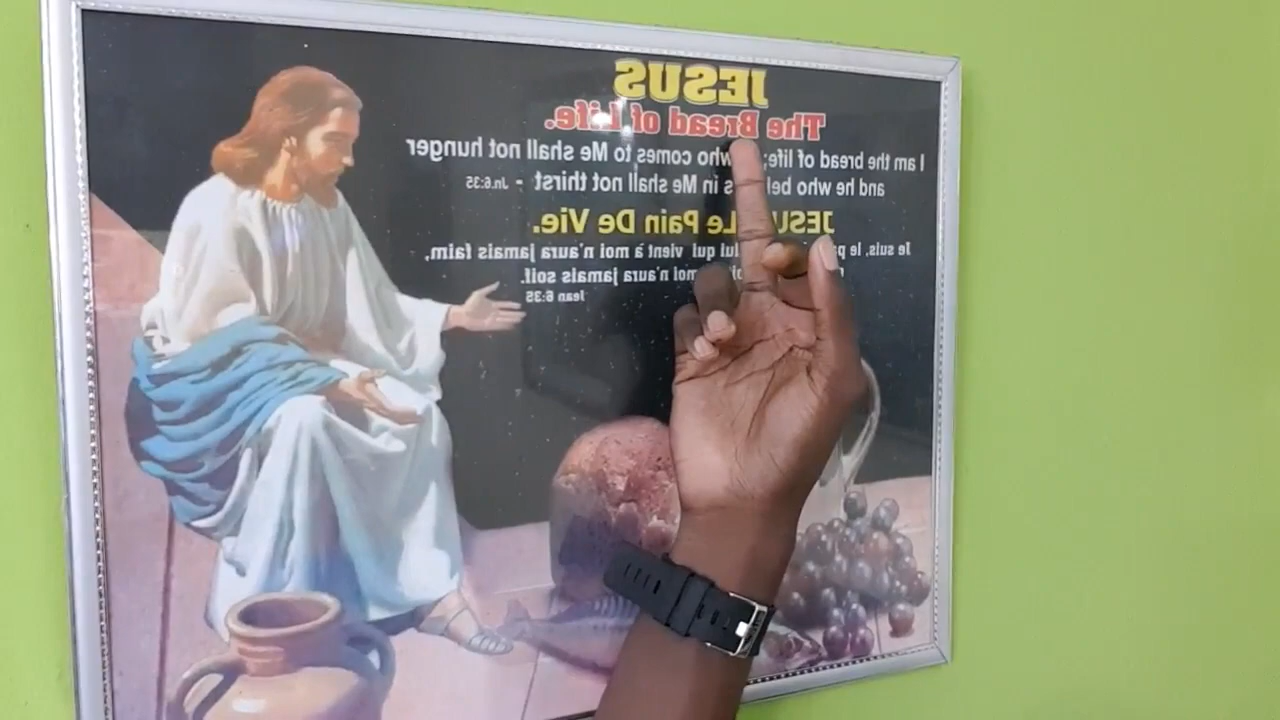 JESUS
The Bread of Life.
I am the bread of life; who comes to Me shall not hunger
and he who in Me shall not thirst - Jn.6:35
JESUS Le Pain De Vie.
Je suis, le qui vient à moi n'aura jamais faim,
moi n'aura jamais soif.
Jean 6:35